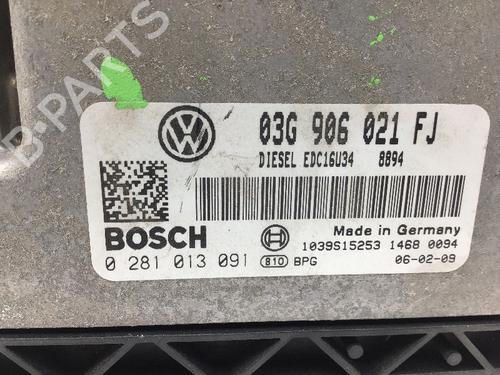 03G 906 021 FJ
DIESEL EDC16U34 8894
BOSCH
Made in Germany
1039S15253 1468 0094
0 281 013 091 810 BPG 06-02-09
B-PARTS